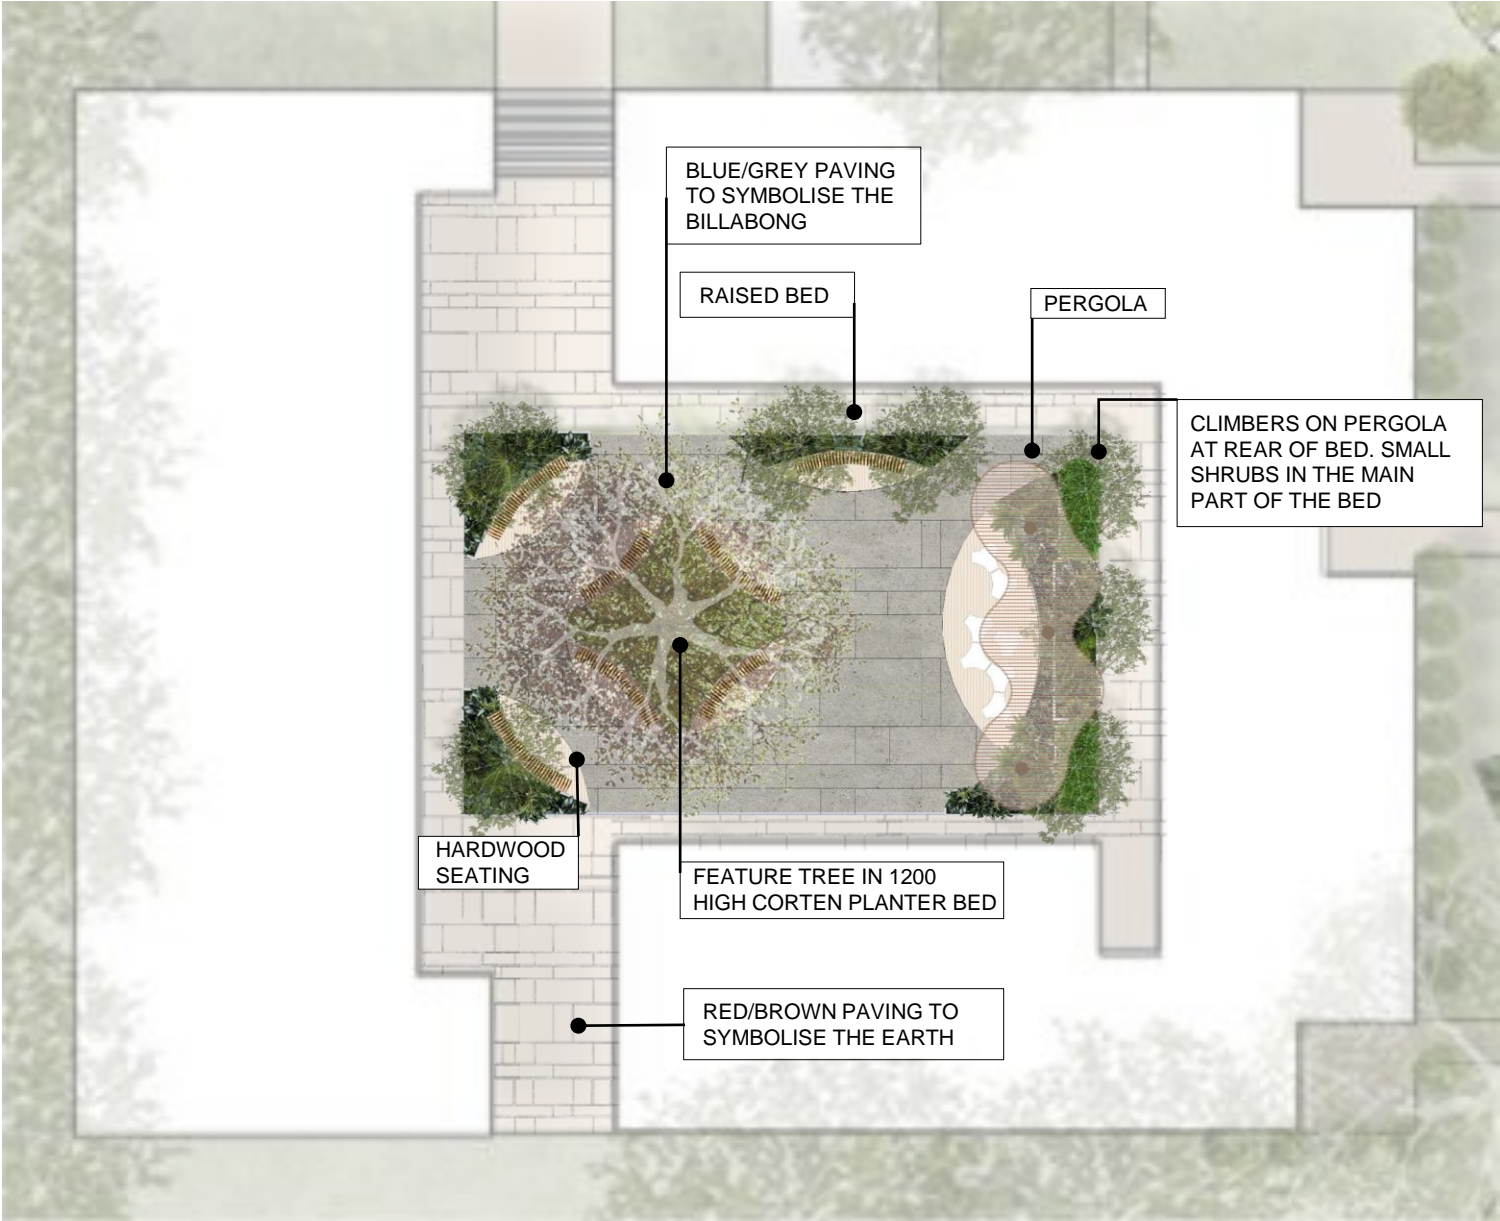 BLUE/GREY PAVING
TO SYMBOLISE THE
BILLABONG
RAISED BED
PERGOLA
CLIMBERS ON PERGOLA
AT REAR OF BED. SMALL
SHRUBS IN THE MAIN
PART OF THE BED
HARDWOOD
SEATING
FEATURE TREE IN 1200
HIGH CORTEN PLANTER BED
RED/BROWN PAVING TO
SYMBOLISE THE EARTH